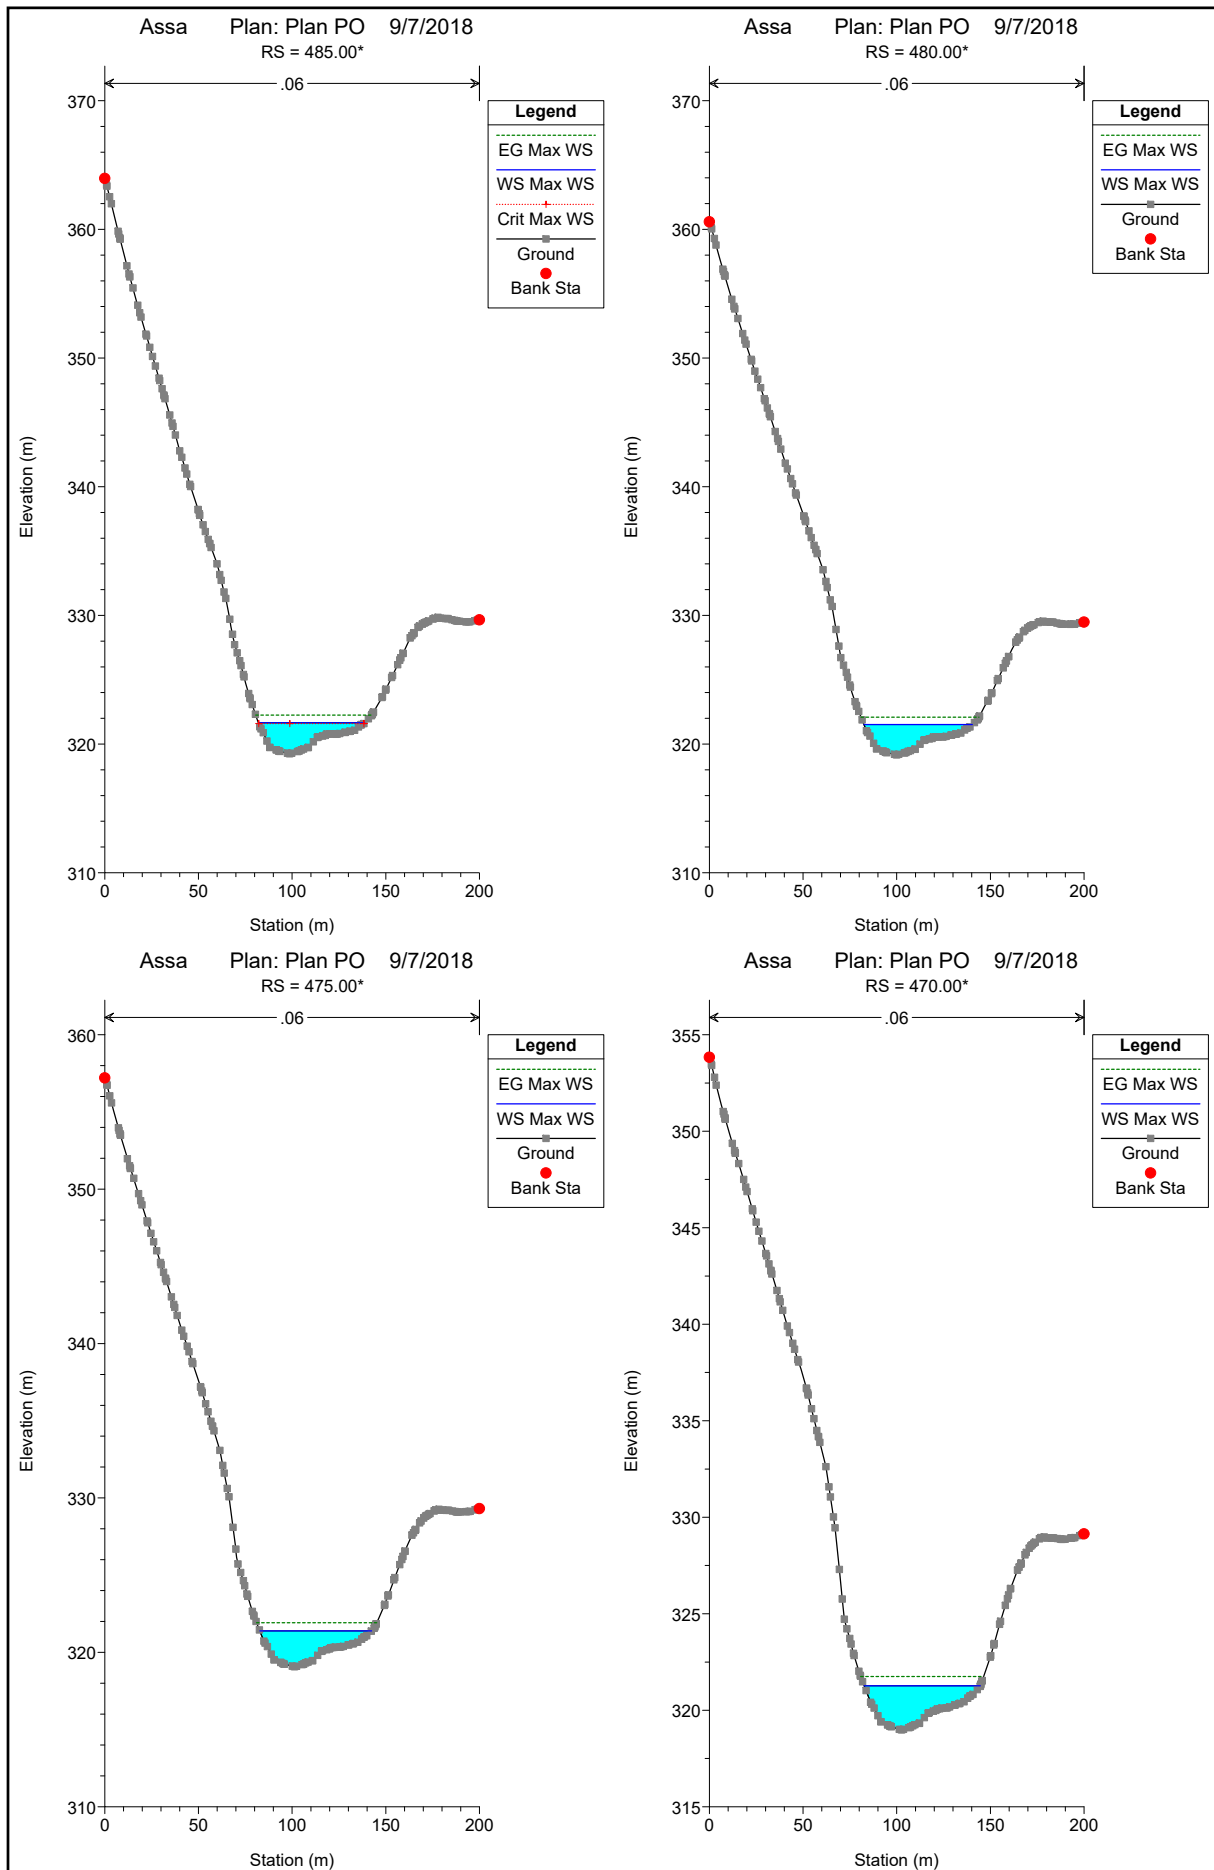 Assa Plan: Plan PO 9/7/2018
RS = 485.00*
.06
Legend
EG Max WS
WS Max WS
Crit Max WS
Ground
Bank Sta
370
360
350
340
330
320
310
Elevation (m)
0 50 100 150 200
Station (m)
Assa Plan: Plan PO 9/7/2018
RS = 480.00*
.06
Legend
EG Max WS
WS Max WS
Ground
Bank Sta
370
360
350
340
330
320
310
Elevation (m)
0 50 100 150 200
Station (m)
Assa Plan: Plan PO 9/7/2018
RS = 475.00*
.06
Legend
EG Max WS
WS Max WS
Ground
Bank Sta
360
350
340
330
320
310
Elevation (m)
0 50 100 150 200
Station (m)
Assa Plan: Plan PO 9/7/2018
RS = 470.00*
.06
Legend
EG Max WS
WS Max WS
Ground
Bank Sta
355
350
345
340
335
330
325
320
315
Elevation (m)
0 50 100 150 200
Station (m)